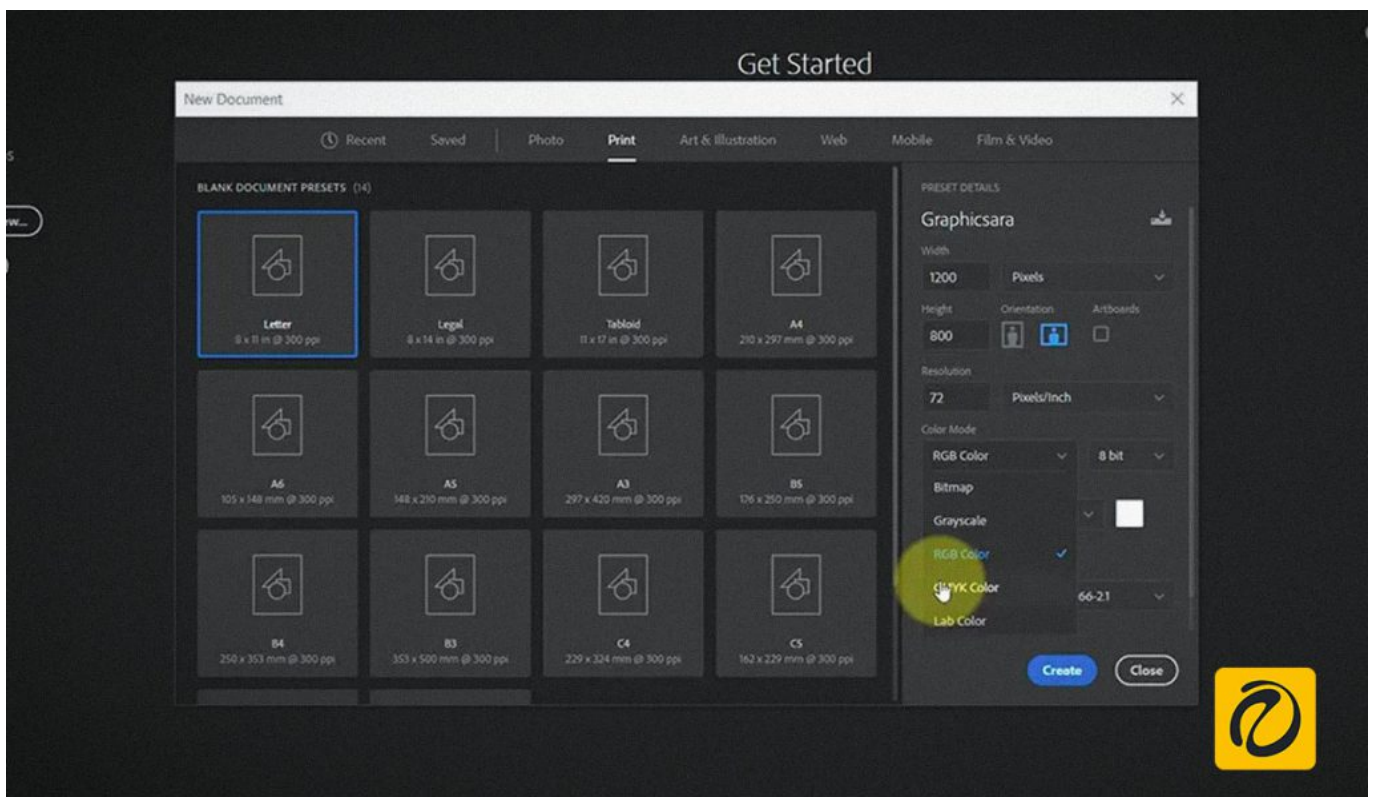 Get Started
New Document
Recent Saved Photo Print Art & Illustration Web Mobile Film & Video
BLANK DOCUMENT PRESETS (14)
Letter
8 x 11 in @ 300 ppi
Legal
8 x 14 in @ 300 ppi
Tabloid
11 x 17 in @ 300 ppi
A4
210 x 297 mm @ 300 ppi
A6
105 x 148 mm @ 300 ppi
A5
148 x 210 mm @ 300 ppi
A3
297 x 420 mm @ 300 ppi
B5
176 x 250 mm @ 300 ppi
B4
250 x 353 mm @ 300 ppi
B3
353 x 500 mm @ 300 ppi
C4
229 x 324 mm @ 300 ppi
C5
162 x 229 mm @ 300 ppi
PRESET DETAILS
Graphicsara
Width
1200 Pixels
Height Orientation Artboards
800
Resolution
72 Pixels/Inch
Color Mode
RGB Color 8 bit
Bitmap
Grayscale
RGB Color
CMYK Color
66-2.1
Lab Color
Create Close